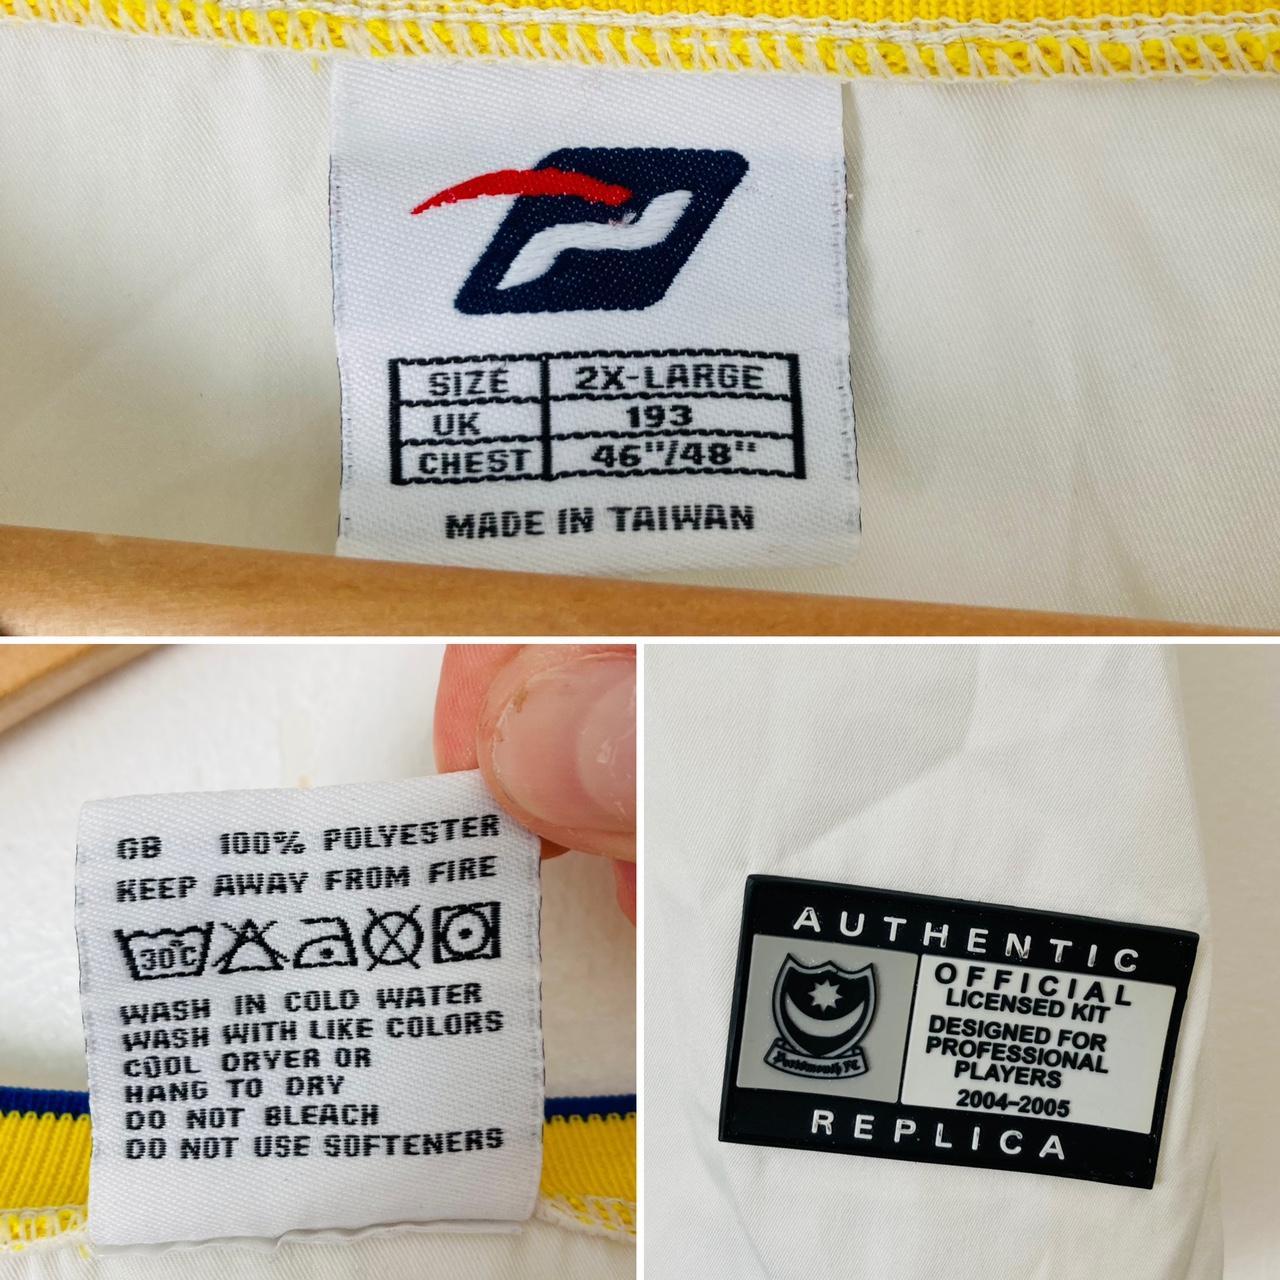 SIZE 2X-LARGE
UK 193
CHEST 46"/48"
MADE IN TAIWAN
GB 100% POLYESTER
KEEP AWAY FROM FIRE
30°C
WASH IN COLD WATER
WASH WITH LIKE COLORS
COOL DRYER OR
HANG TO DRY
DO NOT BLEACH
DO NOT USE SOFTENERS
AUTHENTIC
OFFICIAL
LICENSED KIT
DESIGNED FOR
PROFESSIONAL
PLAYERS
2004-2005
Portsmouth FC
REPLICA